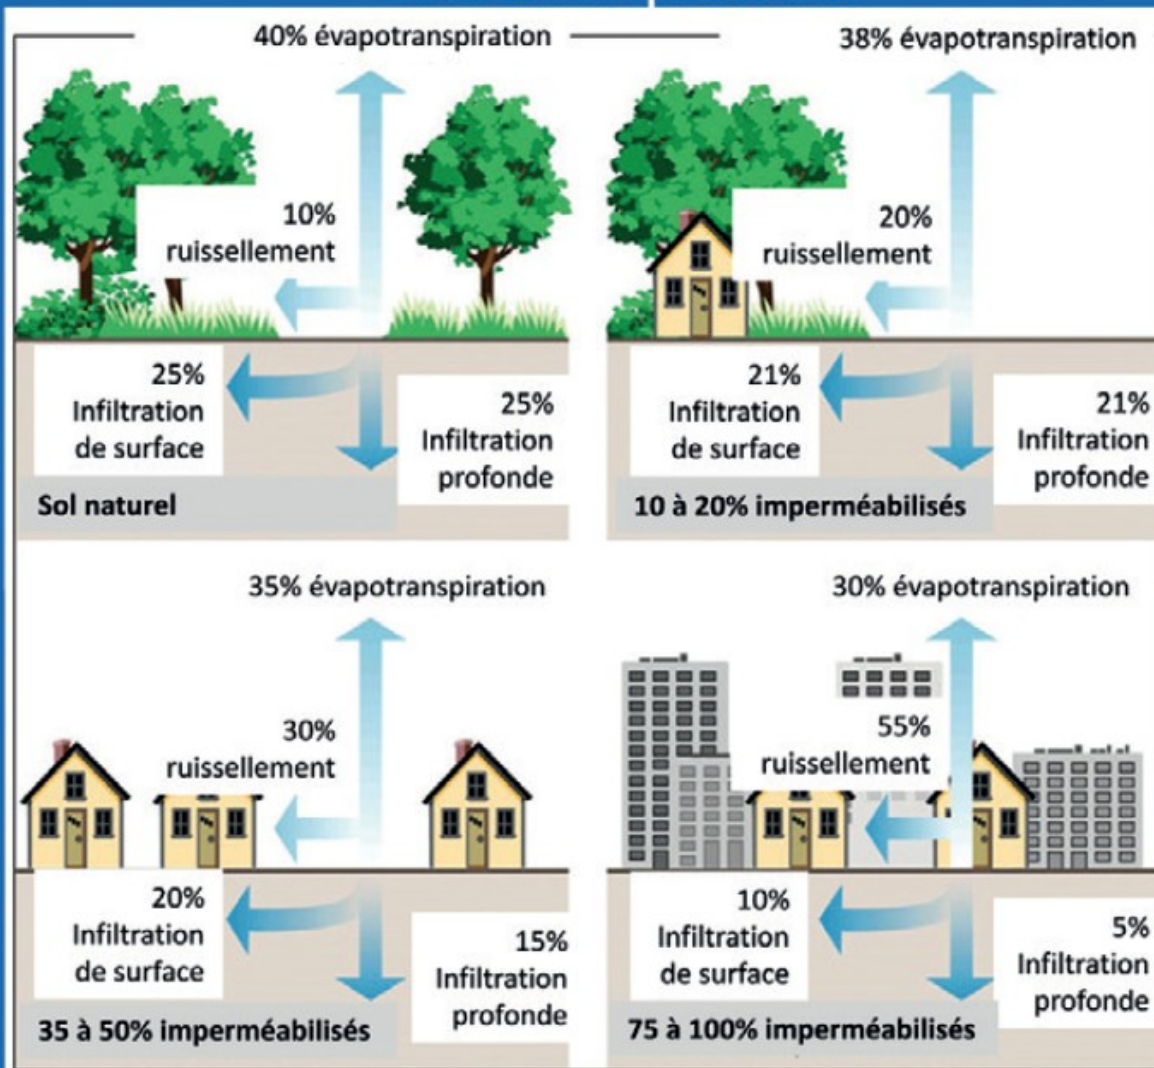 40% évapotranspiration
10%
ruissellement
25%
Infiltration
de surface
25%
Infiltration
profonde
Sol naturel
38% évapotranspiration
20%
ruissellement
21%
Infiltration
de surface
21%
Infiltration
profonde
10 à 20% imperméabilisés
35% évapotranspiration
30%
ruissellement
20%
Infiltration
de surface
15%
Infiltration
profonde
35 à 50% imperméabilisés
30% évapotranspiration
55%
ruissellement
10%
Infiltration
de surface
5%
Infiltration
profonde
75 à 100% imperméabilisés